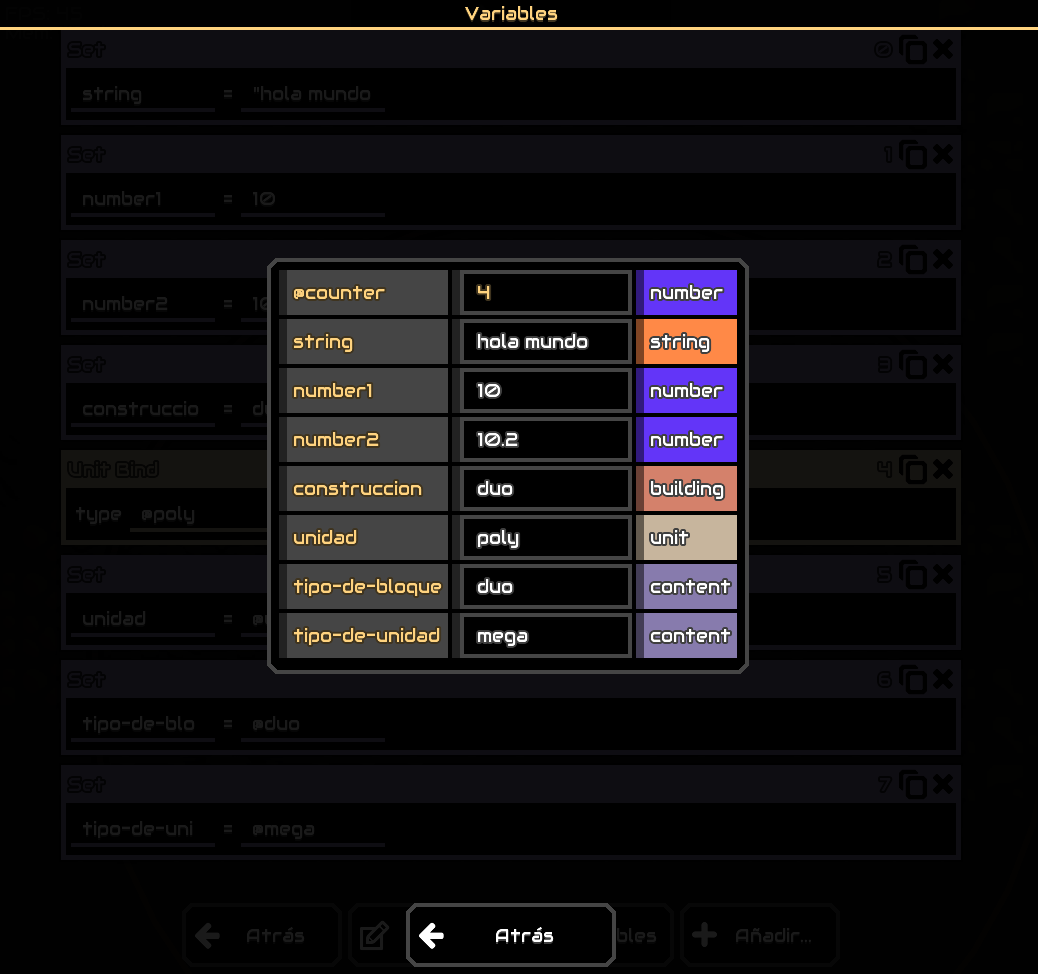 Variables
Set 0
string = "hola mundo
Set 1
number1 = 10
Set 2
number2 = 10
Set 3
construccio = du
Unit Bind 4
type @poly
Set 5
unidad = @
Set 6
tipo-de-blo = @duo
Set 7
tipo-de-uni = @mega
@counter 4 number
string hola mundo string
number1 10 number
number2 10.2 number
construccion duo building
unidad poly unit
tipo-de-bloque duo content
tipo-de-unidad mega content
Atrás Atrás bles Añadir...